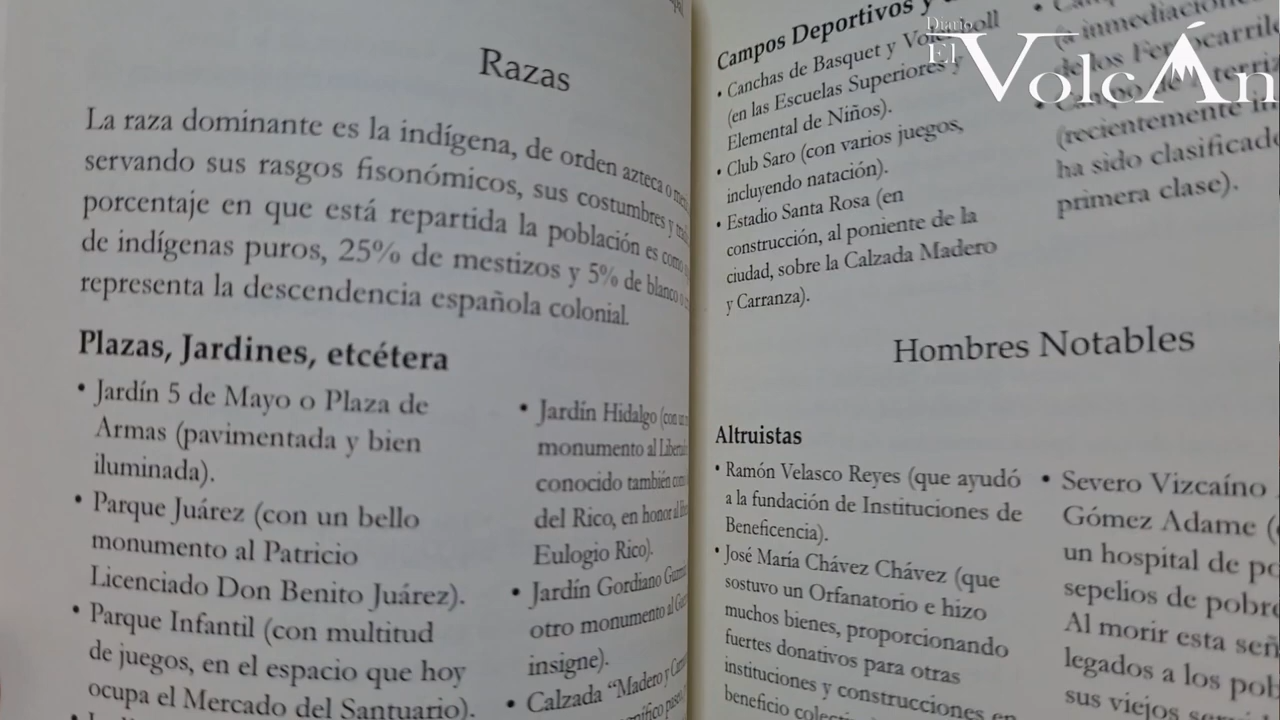 Razas
La raza dominante es la indígena, de orden azteca o
servando sus rasgos fisonómicos, sus costumbres y
porcentaje en que está repartida la población es como
de indígenas puros, 25% de mestizos y 5% de blanco o
representa la descendencia española colonial.
Plazas, Jardines, etcétera
• Jardín 5 de Mayo o Plaza de
Armas (pavimentada y bien
iluminada).
• Parque Juárez (con un bello
monumento al Patricio
Licenciado Don Benito Juárez).
• Parque Infantil (con multitud
de juegos, en el espacio que hoy
ocupa el Mercado del Santuario).
• Jardín Hidalgo (con un
monumento al
conocido también como
del Rico, en honor al
Eulogio Rico).
• Jardín Gordiano
otro monumento al
insigne).
• Calzada "Madero y
Campos Deportivos y
• Canchas de Basquet y
(en las Escuelas Superiores y
Elemental de Niños).
• Club Saro (con varios juegos,
incluyendo natación).
• Estadio Santa Rosa (en
construcción, al poniente de la
ciudad, sobre la Calzada Madero
y Carranza).
(a
de los
(recientemente
ha sido
primera clase).
Hombres Notables
Altruistas
• Ramón Velasco Reyes (que ayudó
a la fundación de Instituciones de
Beneficencia).
• José María Chávez Chávez (que
sostuvo un Orfanatorio e hizo
muchos bienes, proporcionando
fuertes donativos para otras
instituciones y construcciones en
beneficio
• Severo Vizcaíno
Gómez Adame (
un hospital de
sepelios de
Al morir esta
legados a los
sus viejos
Diario
El Volcán